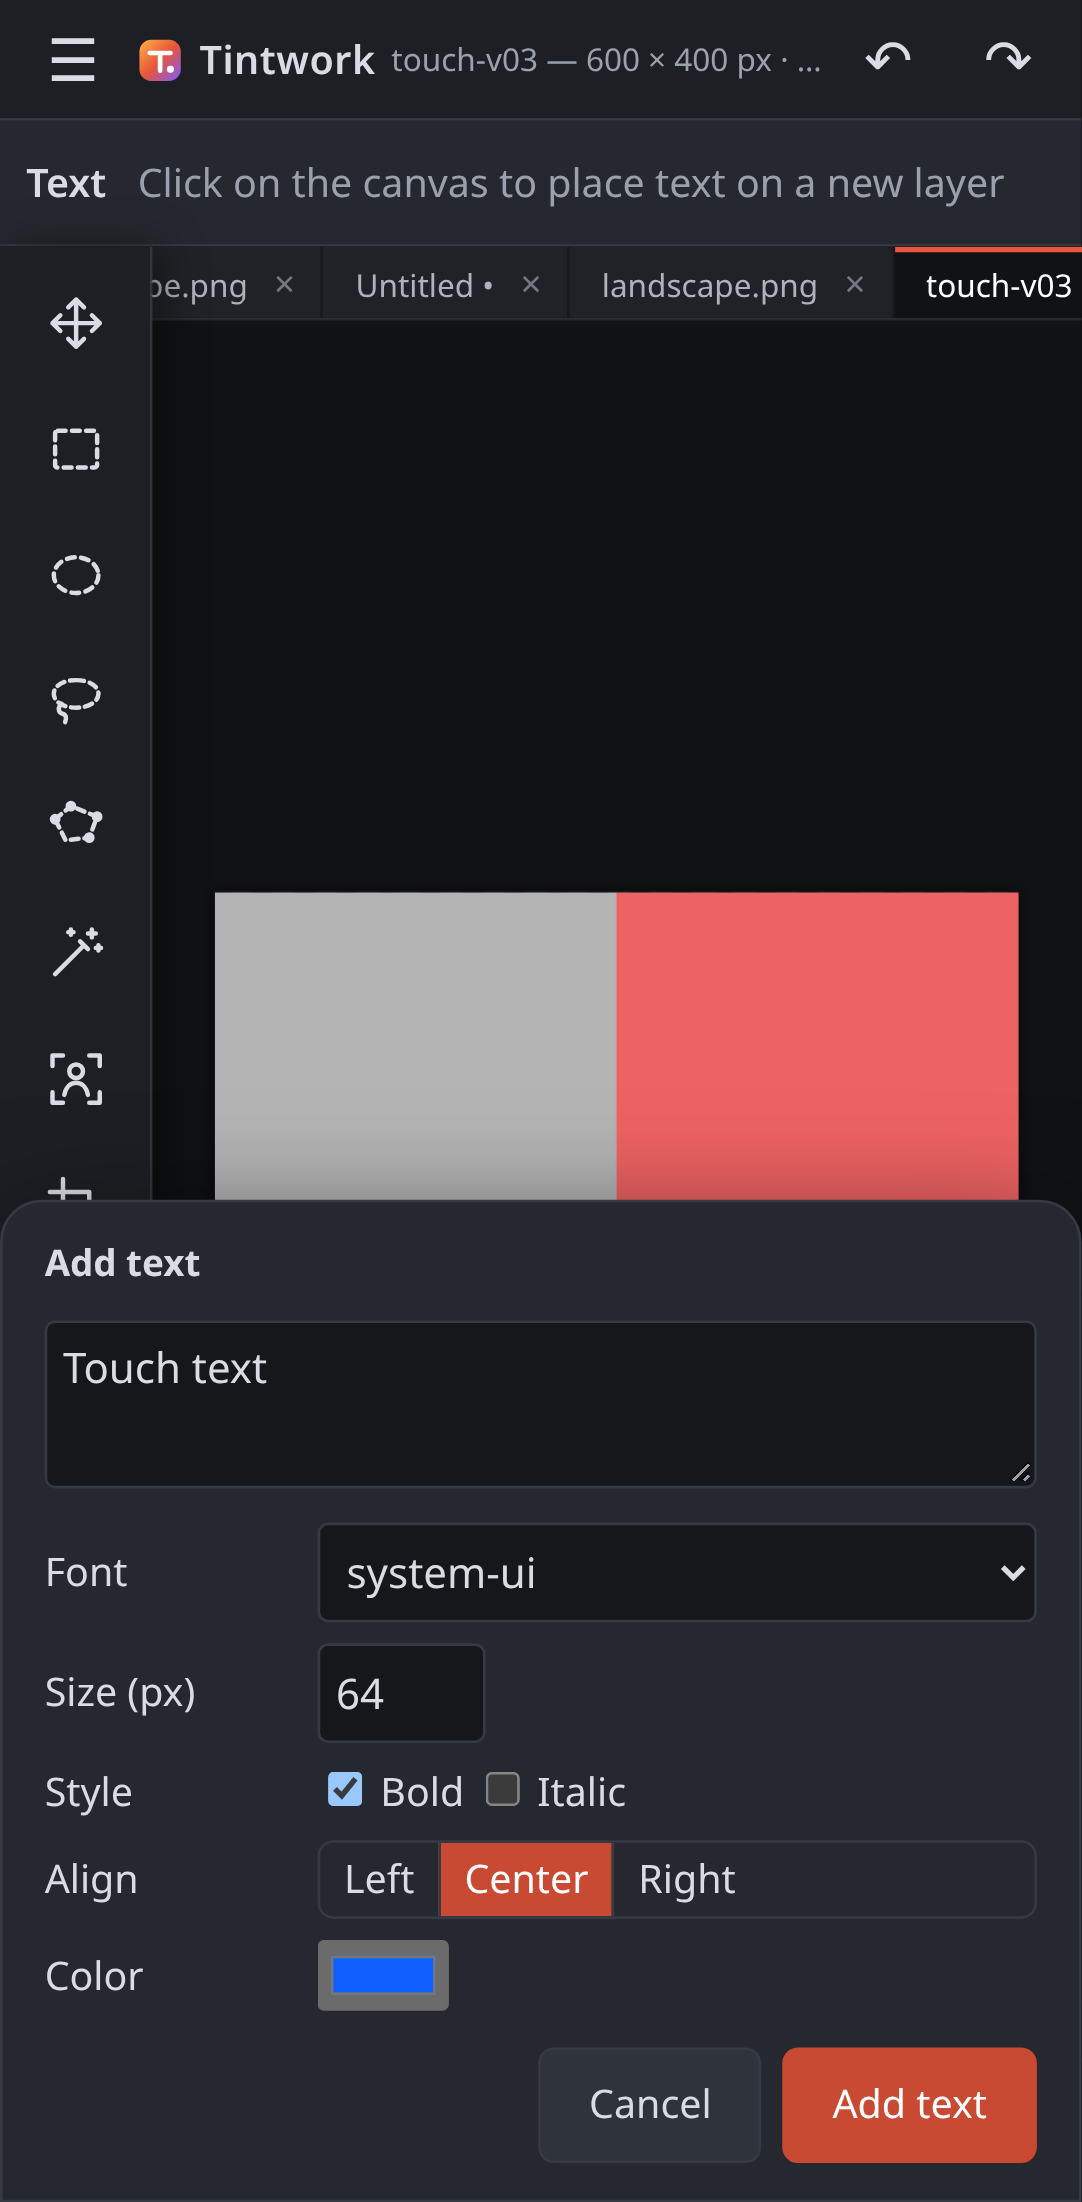 Tintwork touch-v03 — 600 × 400 px · ...
Text Click on the canvas to place text on a new layer
pe.png × Untitled • × landscape.png × touch-v03
Add text
Touch text
Font system-ui
Size (px) 64
Style Bold Italic
Align Left Center Right
Color
Cancel Add text